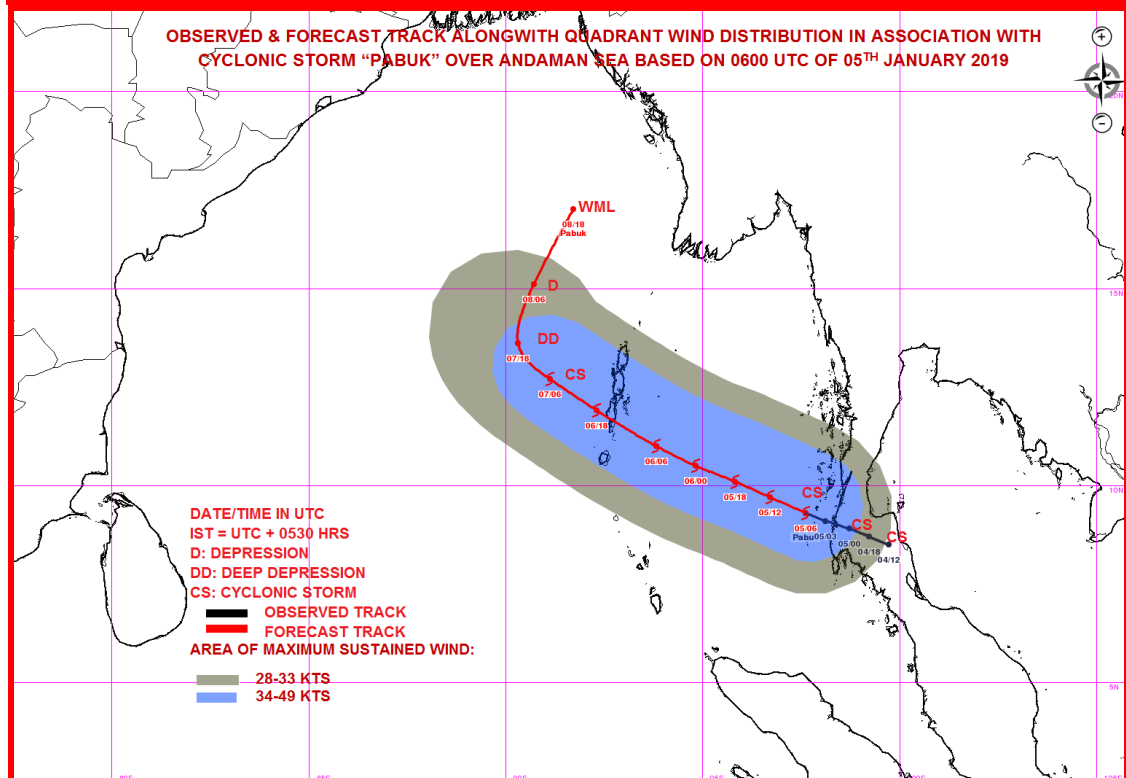 OBSERVED & FORECAST TRACK ALONGWITH QUADRANT WIND DISTRIBUTION IN ASSOCIATION WITH
CYCLONIC STORM “PABUK” OVER ANDAMAN SEA BASED ON 0600 UTC OF 05TH JANUARY 2019
+
20N
−
WML
08/18
Pabuk
D
15N
08/06
DD
07/18
CS
07/06
06/18
06/06
06/00
05/18
10N
CS
05/12
05/06
Pabu
05/03
CS
05/00
CS
04/18
04/12
DATE/TIME IN UTC
IST = UTC + 0530 HRS
D: DEPRESSION
DD: DEEP DEPRESSION
CS: CYCLONIC STORM
OBSERVED TRACK
FORECAST TRACK
AREA OF MAXIMUM SUSTAINED WIND:
28-33 KTS
34-49 KTS
5N